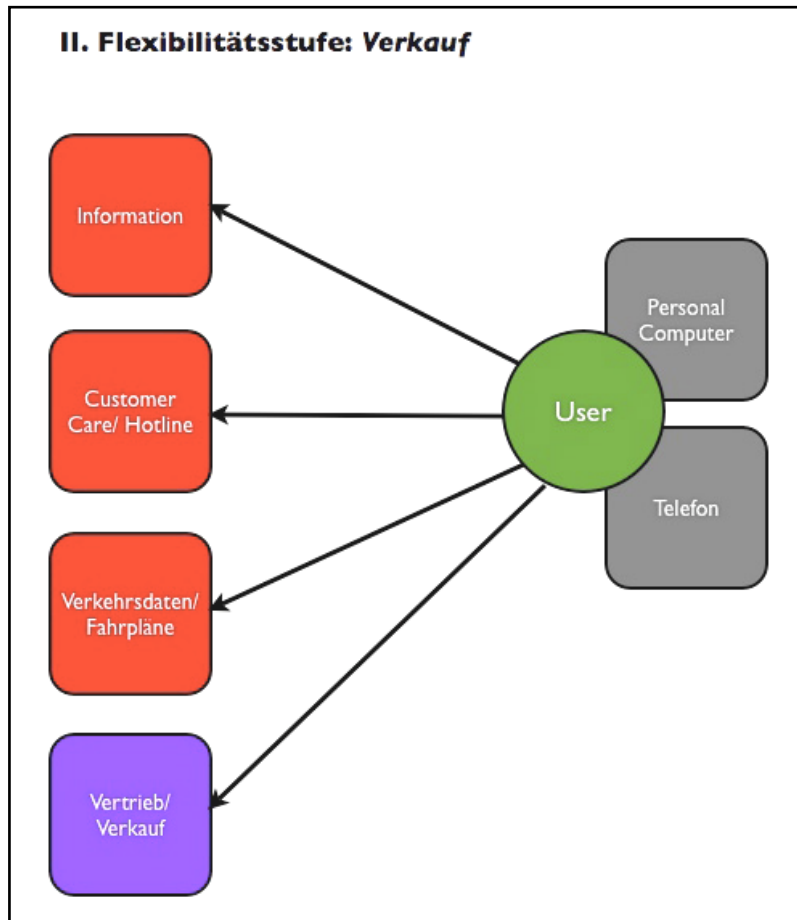 II. Flexibilitätsstufe: Verkauf
Information
Personal
Computer
Customer
Care/ Hotline
User
Telefon
Verkehrsdaten/
Fahrpläne
Vertrieb/
Verkauf